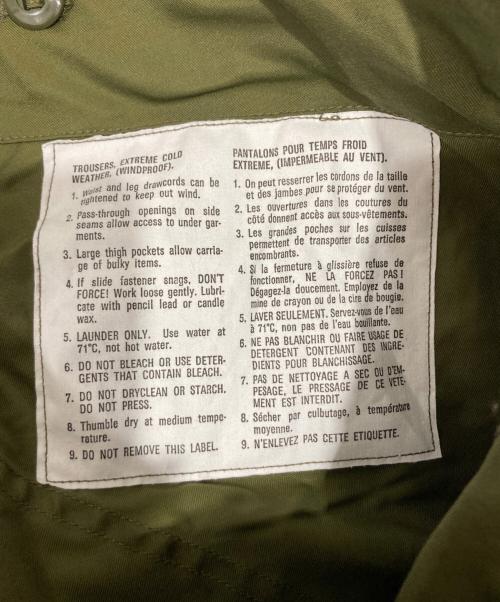 TROUSERS, EXTREME COLD
WEATHER, (WINDPROOF).
1. Waist and leg drawcords can be
tightened to keep out wind.
2. Pass-through openings on side
seams allow access to under gar-
ments.
3. Large thigh pockets allow carria-
ge of bulky items.
4. If slide fastener snags, DON'T
FORCE! Work loose gently. Lubri-
cate with pencil lead or candle
wax.
5. LAUNDER ONLY. Use water at
71°C, not hot water.
6. DO NOT BLEACH OR USE DETER-
GENTS THAT CONTAIN BLEACH.
7. DO NOT DRYCLEAN OR STARCH.
DO NOT PRESS.
8. Thumble dry at medium tempe-
rature.
9. DO NOT REMOVE THIS LABEL.
PANTALONS POUR TEMPS FROID
EXTREME, (IMPERMEABLE AU VENT).
1. On peut resserrer les cordons de la taille
et des jambes pour se protéger du vent.
2. Les ouvertures dans les coutures du
côté donnent accès aux sous-vêtements.
3. Les grandes poches sur les cuisses
permettent de transporter des articles
encombrants.
4. Si la fermeture à glissière refuse de
fonctionner, NE LA FORCEZ PAS!
Dégagez-la doucement. Employez de la
mine de crayon ou de la cire de bougie.
5. LAVER SEULEMENT. Servez-vous de l'eau
à 71°C, non pas de l'eau bouillante.
6. NE PAS BLANCHIR OU FAIRE USAGE DE
DETERGENT CONTENANT DES INGRE-
DIENTS POUR BLANCHISSAGE.
7. PAS DE NETTOYAGE A SEC OU D'EM-
PESAGE, LE PRESSAGE DE CE VETE-
MENT EST INTERDIT.
8. Sécher par culbutage, à température
moyenne.
9. N'ENLEVEZ PAS CETTE ETIQUETTE.